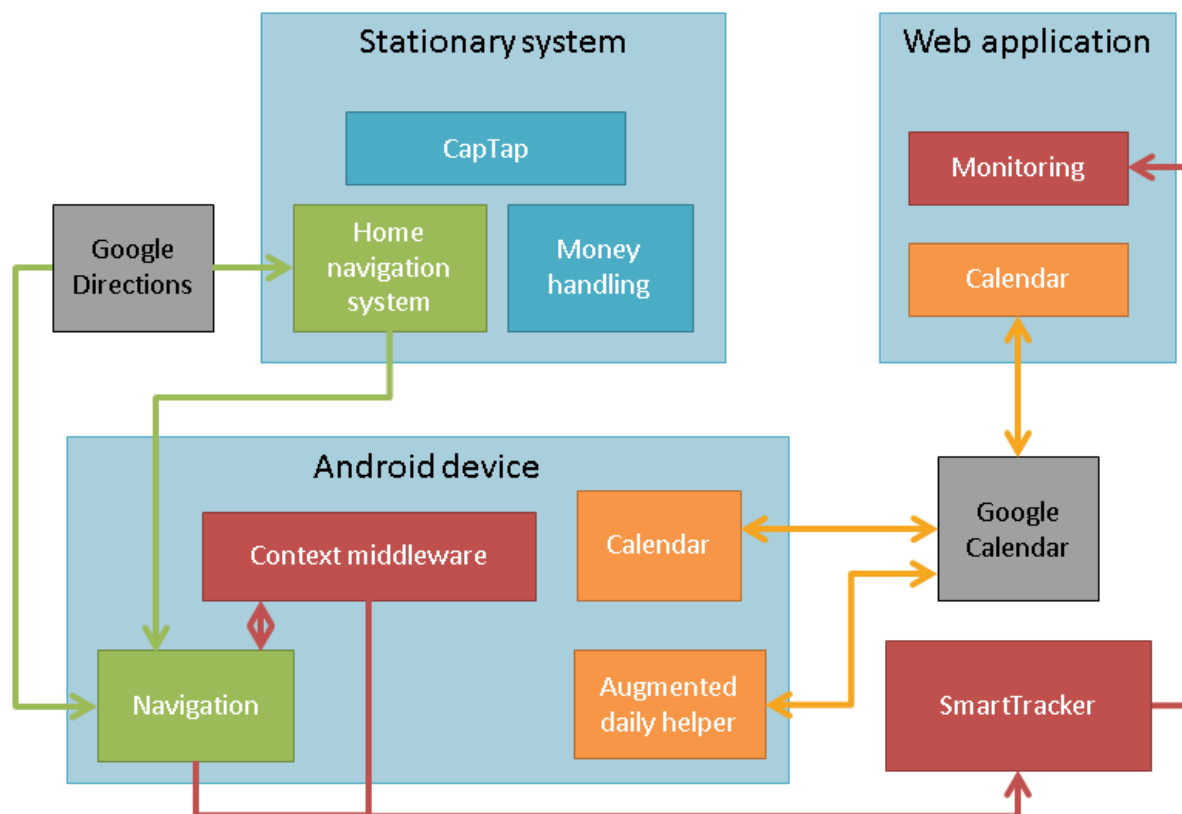 Stationary system
Web application
CapTap
Monitoring
Google
Directions
Home
navigation
system
Money
handling
Calendar
Android device
Context middleware
Calendar
Google
Calendar
Navigation
Augmented
daily helper
SmartTracker